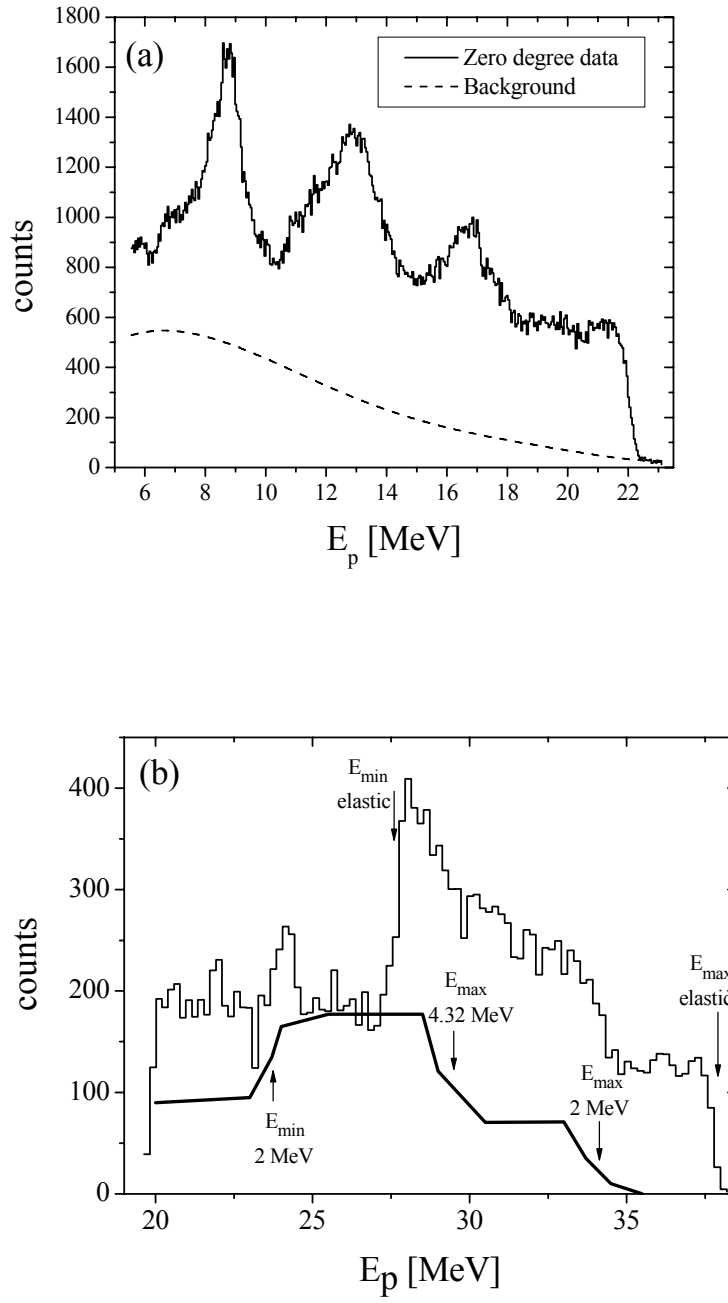 1800
1600
1400
1200
1000
800
600
400
200
0
counts
(a)
Zero degree data
Background
6 8 10 12 14 16 18 20 22
E_p [MeV]
(b)
400
300
200
100
0
counts
E_min
elastic
E_max
4.32 MeV
E_max
elastic
E_max
2 MeV
E_min
2 MeV
20 25 30 35
E_p [MeV]